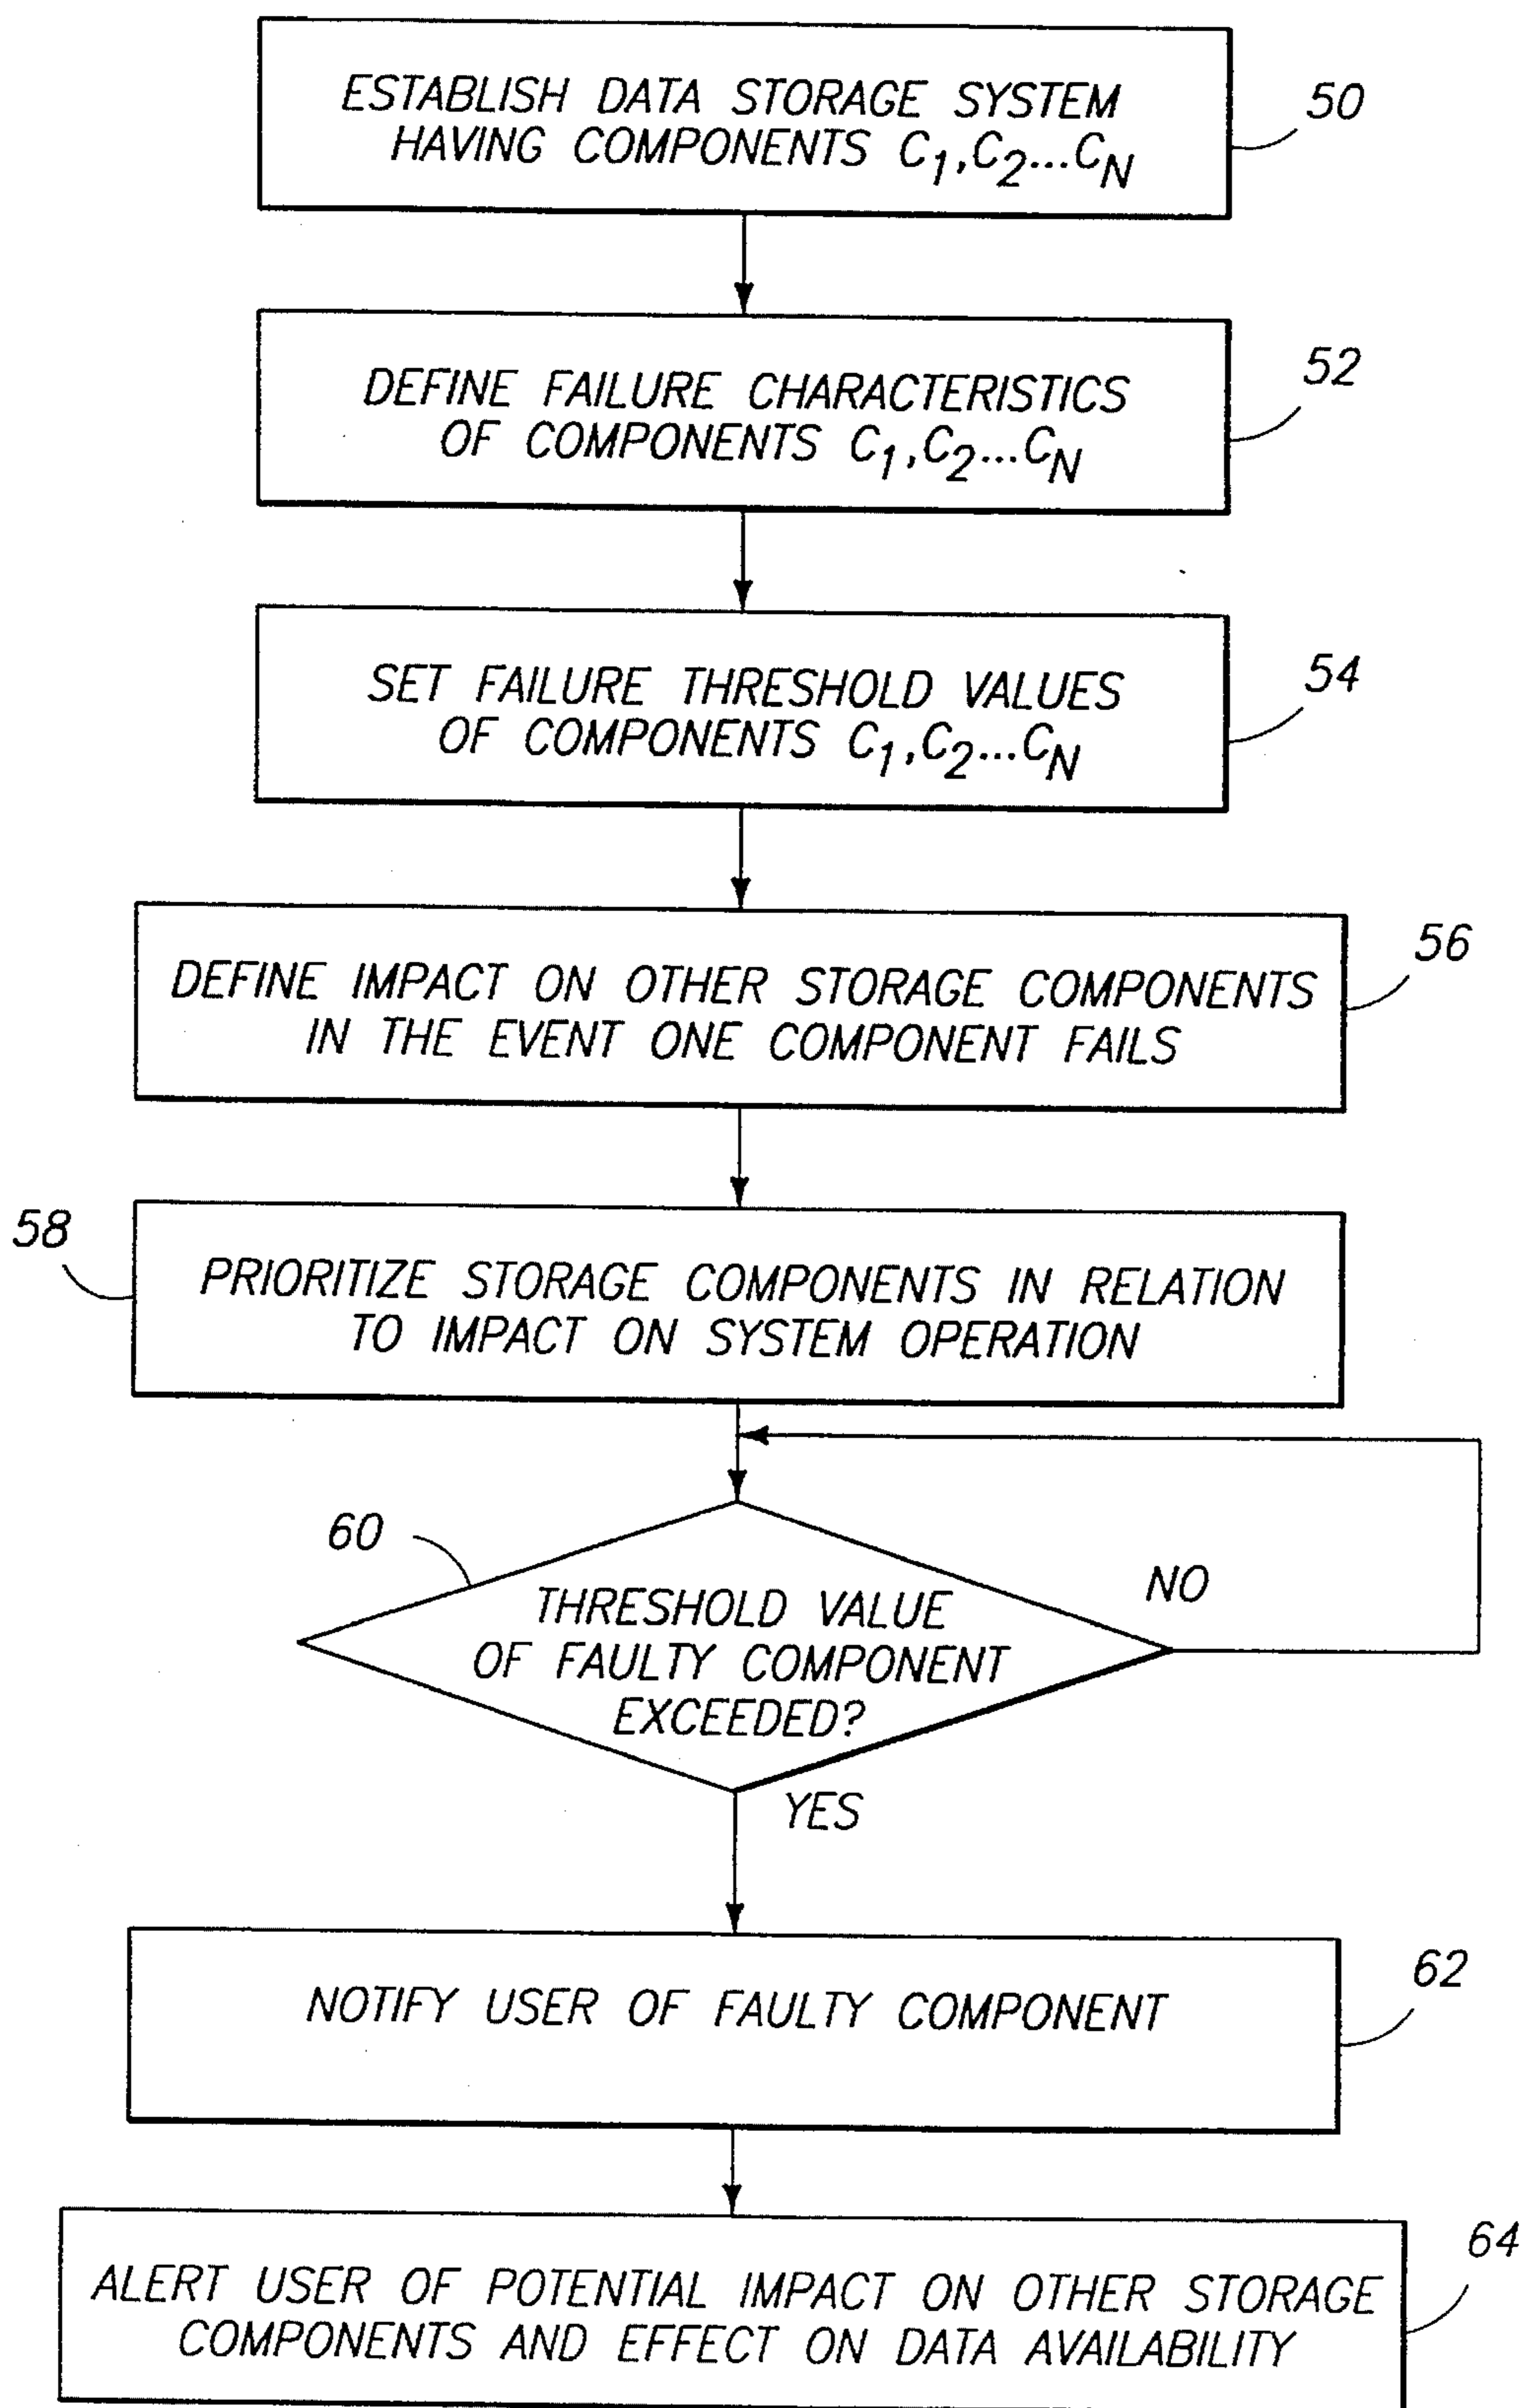 ESTABLISH DATA STORAGE SYSTEM
HAVING COMPONENTS C1,C2...CN
50
DEFINE FAILURE CHARACTERISTICS
OF COMPONENTS C1,C2...CN
52
SET FAILURE THRESHOLD VALUES
OF COMPONENTS C1,C2...CN
54
DEFINE IMPACT ON OTHER STORAGE COMPONENTS
IN THE EVENT ONE COMPONENT FAILS
56
58
PRIORITIZE STORAGE COMPONENTS IN RELATION
TO IMPACT ON SYSTEM OPERATION
60
THRESHOLD VALUE
OF FAULTY COMPONENT
EXCEEDED?
NO
YES
NOTIFY USER OF FAULTY COMPONENT
62
ALERT USER OF POTENTIAL IMPACT ON OTHER STORAGE
COMPONENTS AND EFFECT ON DATA AVAILABILITY
64